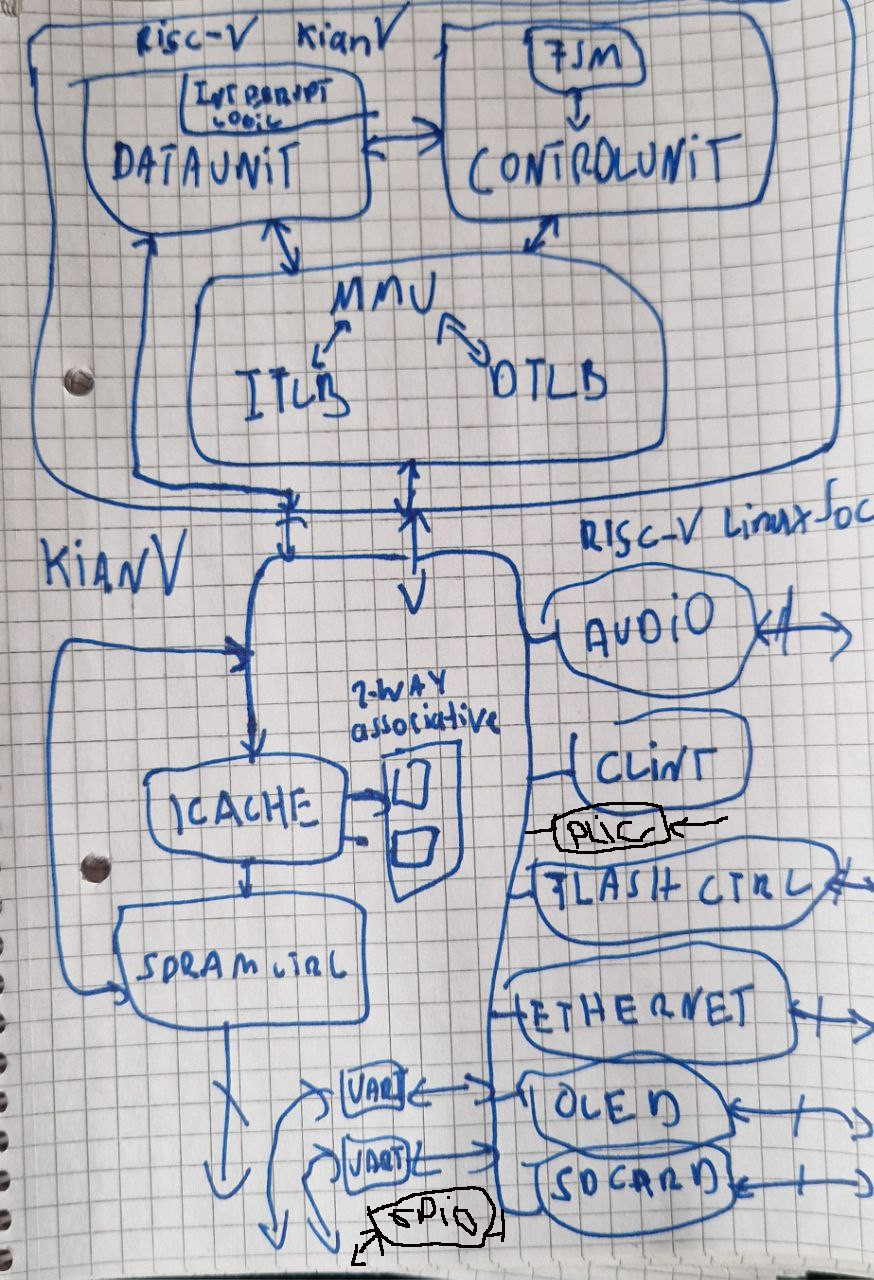 RISC-V KianV
INTERRUPT
LOGIC
DATAUNIT
FSM
CONTROLUNIT
MMU
ITLB
DTLB
RISC-V Linux SoC
KianV
AUDIO
2-WAY
associative
CLINT
ICACHE
PLIC
FLASH CTRL
SDRAM CTRL
ETHERNET
UART
OLED
UART
SDCARD
GPIO